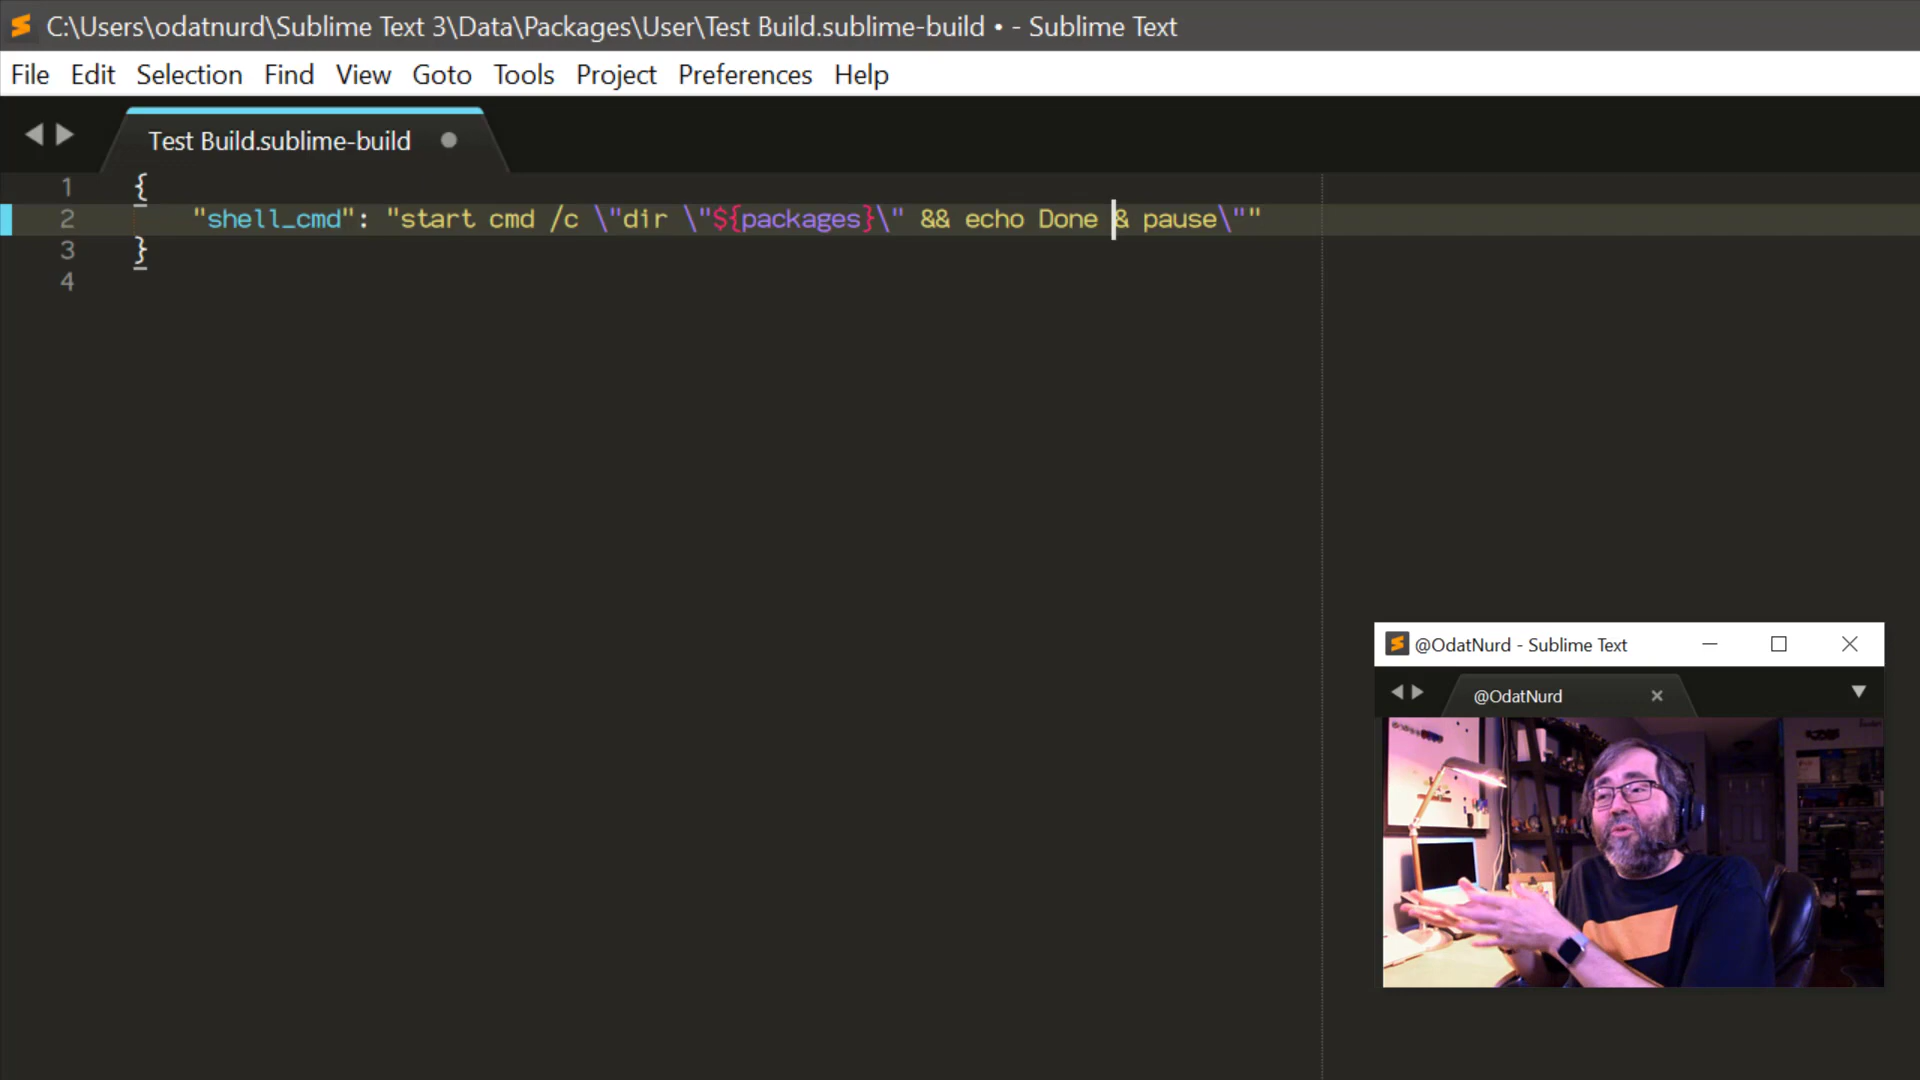 C:\Users\odatnurd\Sublime Text 3\Data\Packages\User\Test Build.sublime-build • - Sublime Text
File Edit Selection Find View Goto Tools Project Preferences Help
Test Build.sublime-build
1 {
2 "shell_cmd": "start cmd /c \"dir \"${packages}\" && echo Done & pause\""
3 }
4
@OdatNurd - Sublime Text
@OdatNurd